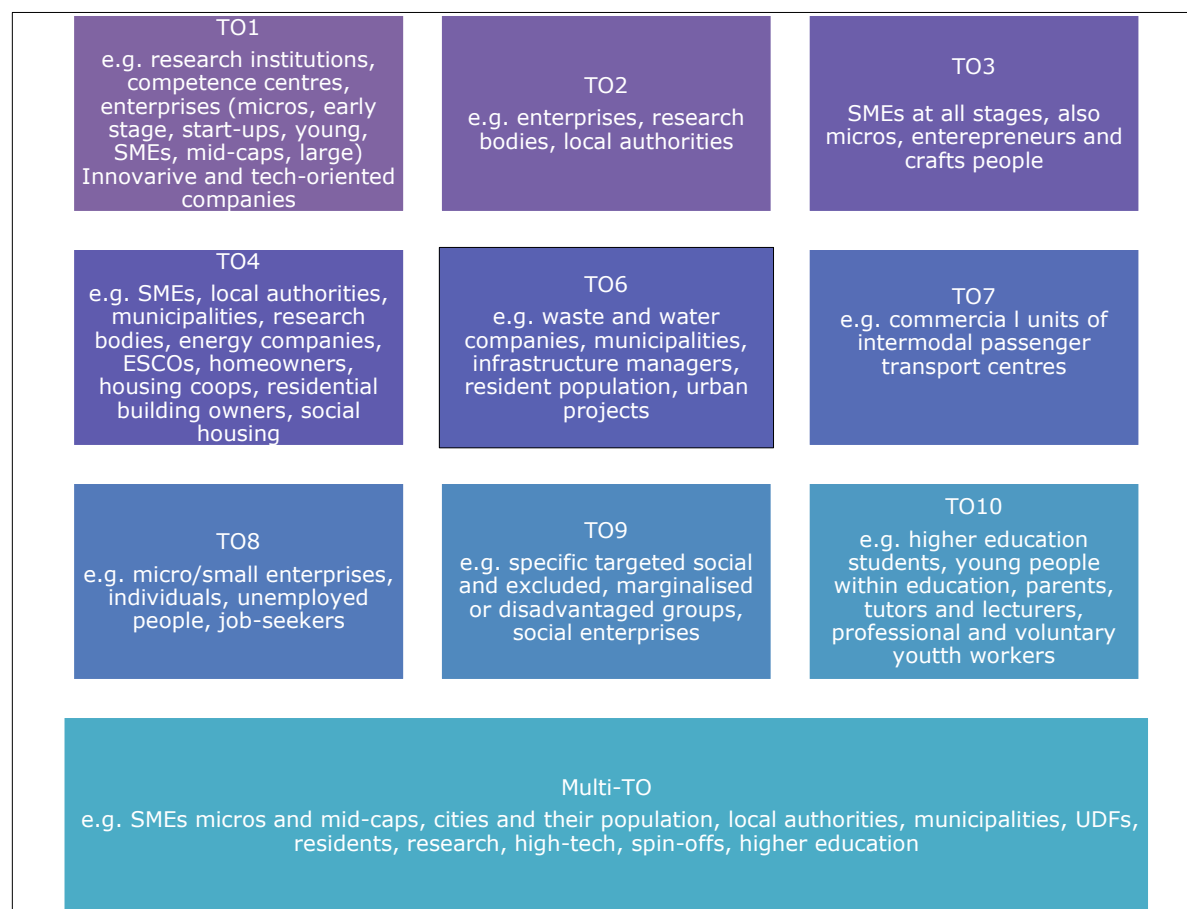 TO1
e.g. research institutions,
competence centres,
enterprises (micros, early
stage, start-ups, young,
SMEs, mid-caps, large)
Innovarive and tech-oriented
companies
TO2
e.g. enterprises, research
bodies, local authorities
TO3
SMEs at all stages, also
micros, enterepreneurs and
crafts people
TO4
e.g. SMEs, local authorities,
municipalities, research
bodies, energy companies,
ESCOs, homeowners,
housing coops, residential
building owners, social
housing
TO6
e.g. waste and water
companies, municipalities,
infrastructure managers,
resident population, urban
projects
TO7
e.g. commercia l units of
intermodal passenger
transport centres
TO8
e.g. micro/small enterprises,
individuals, unemployed
people, job-seekers
TO9
e.g. specific targeted social
and excluded, marginalised
or disadvantaged groups,
social enterprises
TO10
e.g. higher education
students, young people
within education, parents,
tutors and lecturers,
professional and voluntary
youtth workers
Multi-TO
e.g. SMEs micros and mid-caps, cities and their population, local authorities, municipalities, UDFs,
residents, research, high-tech, spin-offs, higher education